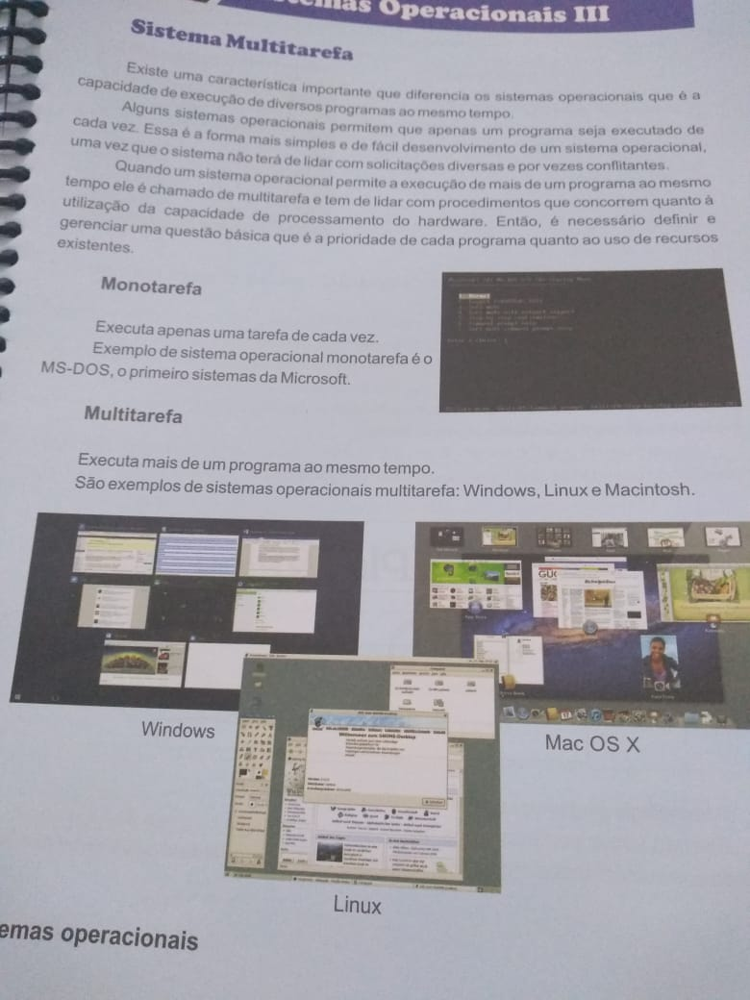 emas Operacionais III
Sistema Multitarefa
Existe uma característica importante que diferencia os sistemas operacionais que é a
capacidade de execução de diversos programas ao mesmo tempo.
Alguns sistemas operacionais permitem que apenas um programa seja executado de
cada vez. Essa é a forma mais simples e de fácil desenvolvimento de um sistema operacional,
uma vez que o sistema não terá de lidar com solicitações diversas e por vezes conflitantes.
Quando um sistema operacional permite a execução de mais de um programa ao mesmo
tempo ele é chamado de multitarefa e tem de lidar com procedimentos que concorrem quanto à
utilização da capacidade de processamento do hardware. Então, é necessário definir e
gerenciar uma questão básica que é a prioridade de cada programa quanto ao uso de recursos
existentes.
Monotarefa
Executa apenas uma tarefa de cada vez.
Exemplo de sistema operacional monotarefa é o
MS-DOS, o primeiro sistemas da Microsoft.
Multitarefa
Executa mais de um programa ao mesmo tempo.
São exemplos de sistemas operacionais multitarefa: Windows, Linux e Macintosh.
Windows
Mac OS X
Linux
emas operacionais